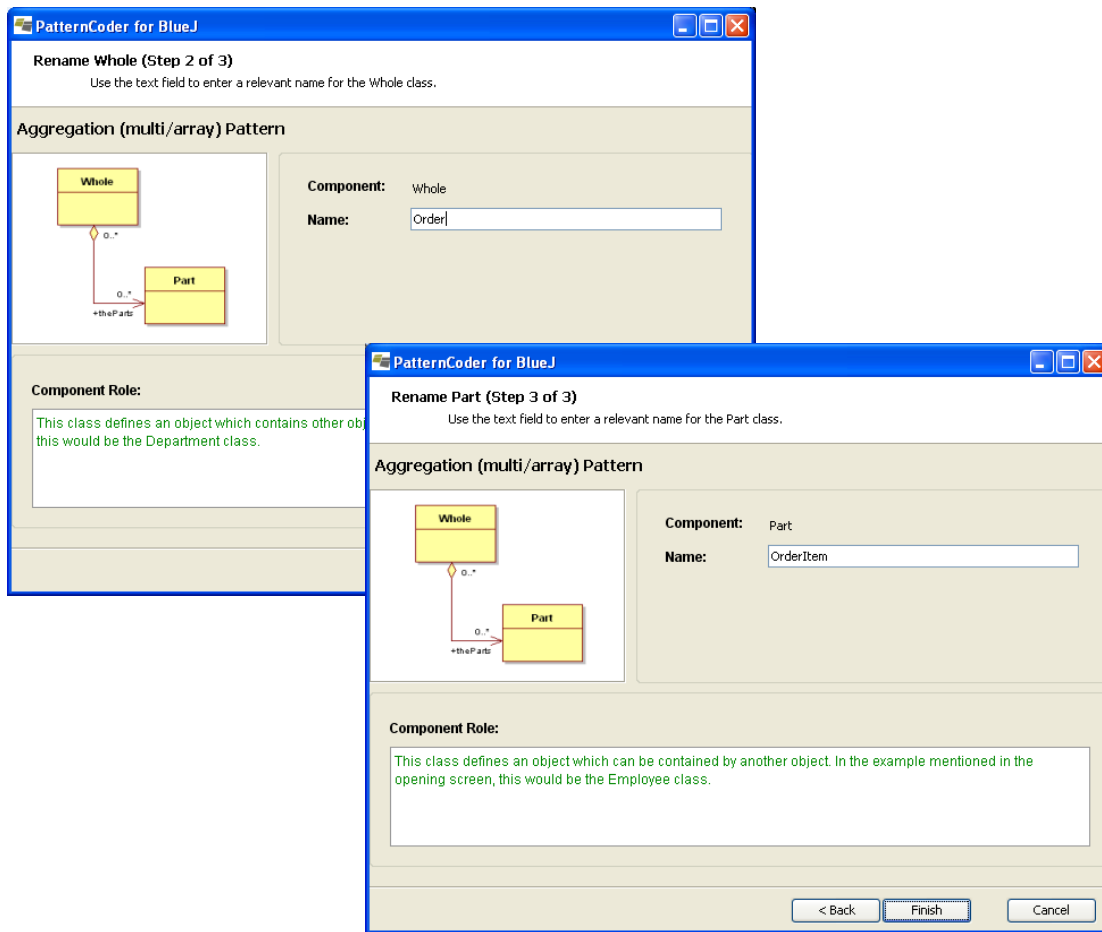 PatternCoder for BlueJ
Rename Whole (Step 2 of 3)
Use the text field to enter a relevant name for the Whole class.
Aggregation (multi/array) Pattern
Whole
0..*
Part
0..*
+theParts
Component: Whole
Name: Order
Component Role:
This class defines an object which contains other obj
this would be the Department class.
PatternCoder for BlueJ
Rename Part (Step 3 of 3)
Use the text field to enter a relevant name for the Part class.
Aggregation (multi/array) Pattern
Whole
0..*
Part
0..*
+theParts
Component: Part
Name: OrderItem
Component Role:
This class defines an object which can be contained by another object. In the example mentioned in the
opening screen, this would be the Employee class.
< Back Finish Cancel